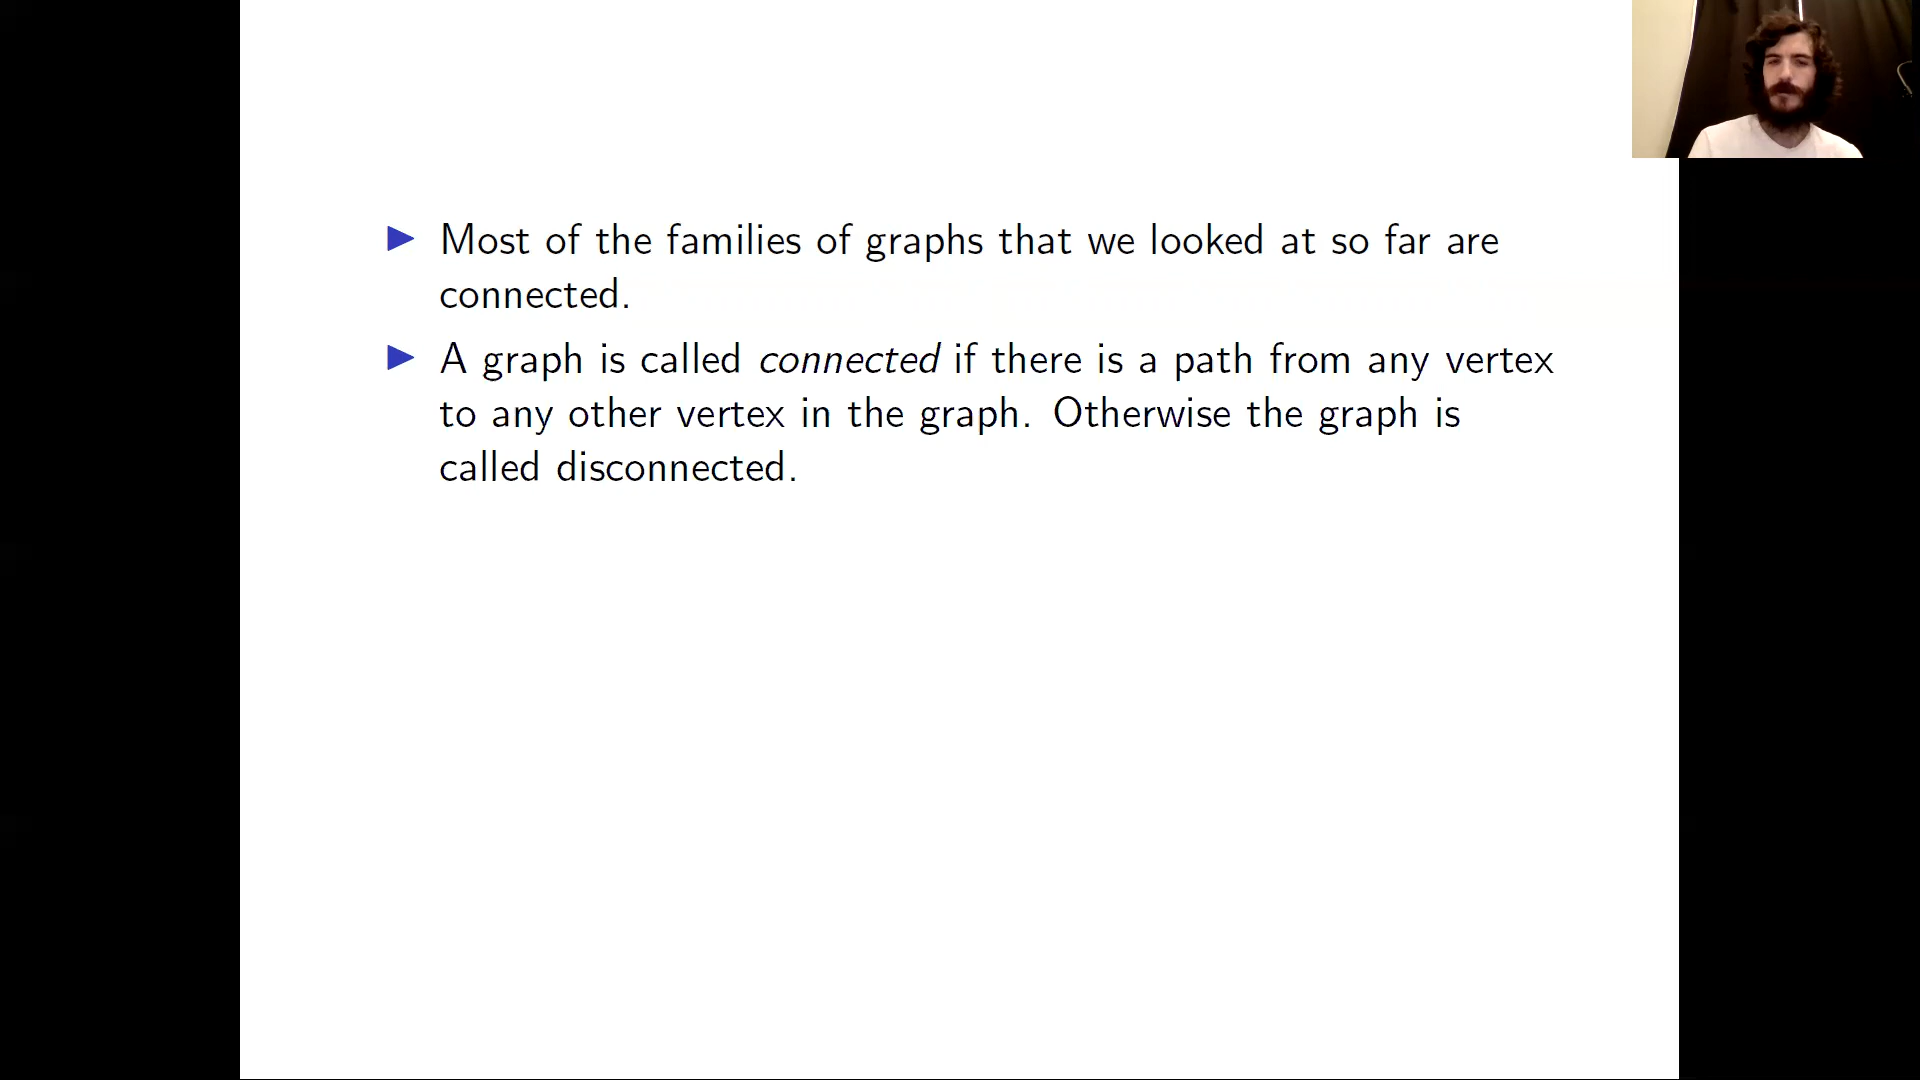 Most of the families of graphs that we looked at so far are
connected.
A graph is called connected if there is a path from any vertex
to any other vertex in the graph. Otherwise the graph is
called disconnected.